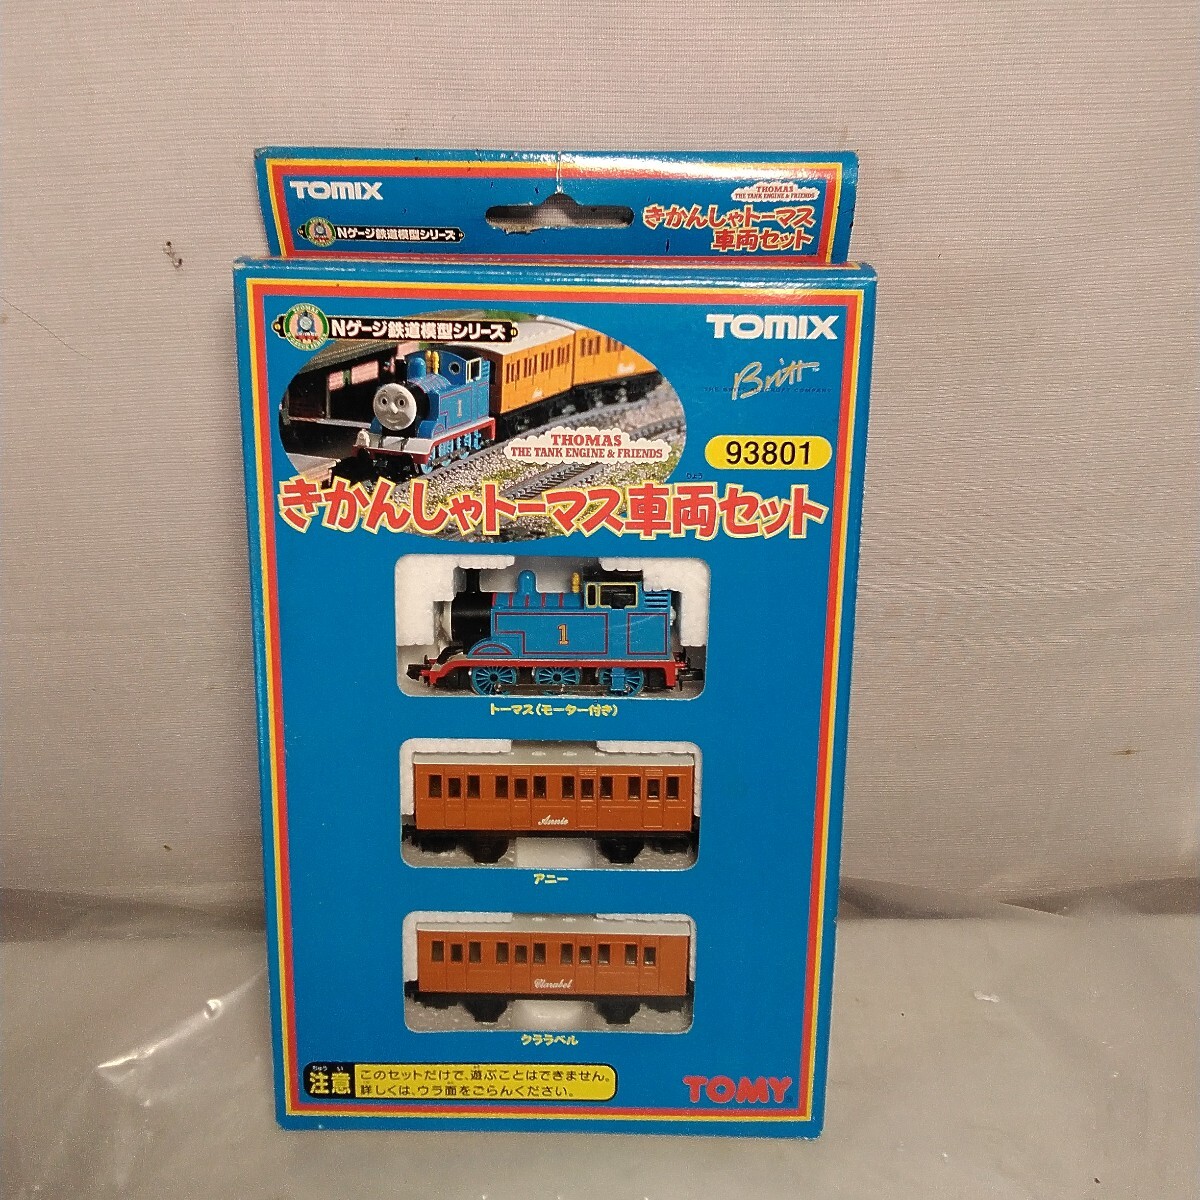 TOMIX
Nゲージ鉄道模型シリーズ
THOMAS
THE TANK ENGINE & FRIENDS
きかんしゃトーマス
車両セット
Nゲージ鉄道模型シリーズ
TOMIX
Britt
1
THOMAS
THE TANK ENGINE & FRIENDS
93801
きかんしゃトーマス車両セット
1
トーマス(モーター付き)
Annie
アニー
Clarabel
クララベル
ちゅうい
注意
このセットだけで、遊ぶことはできません。
詳しくは、ウラ面をごらんください。
TOMY